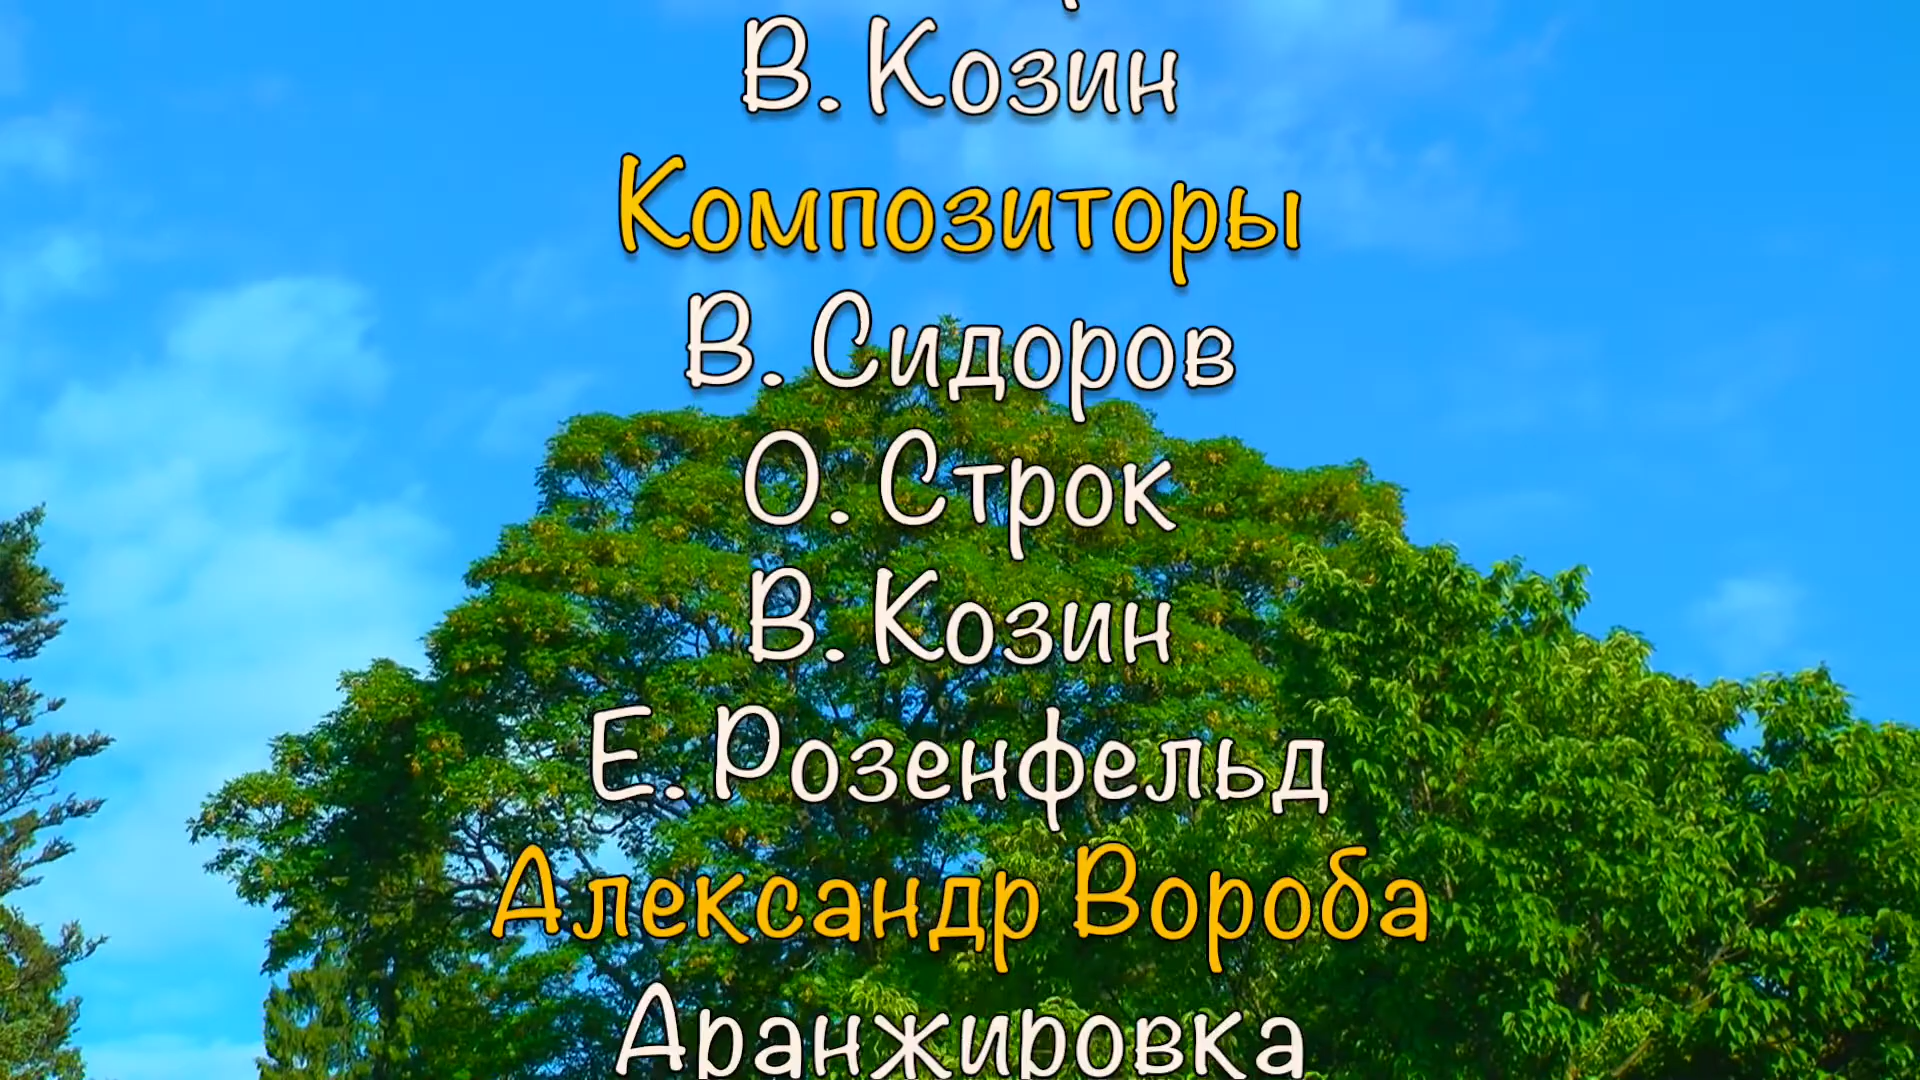 В. Козин
Композиторы
В. Сидоров
О. Строк
В. Козин
Е. Розенфельд
Александр Вороба
Аранжировка